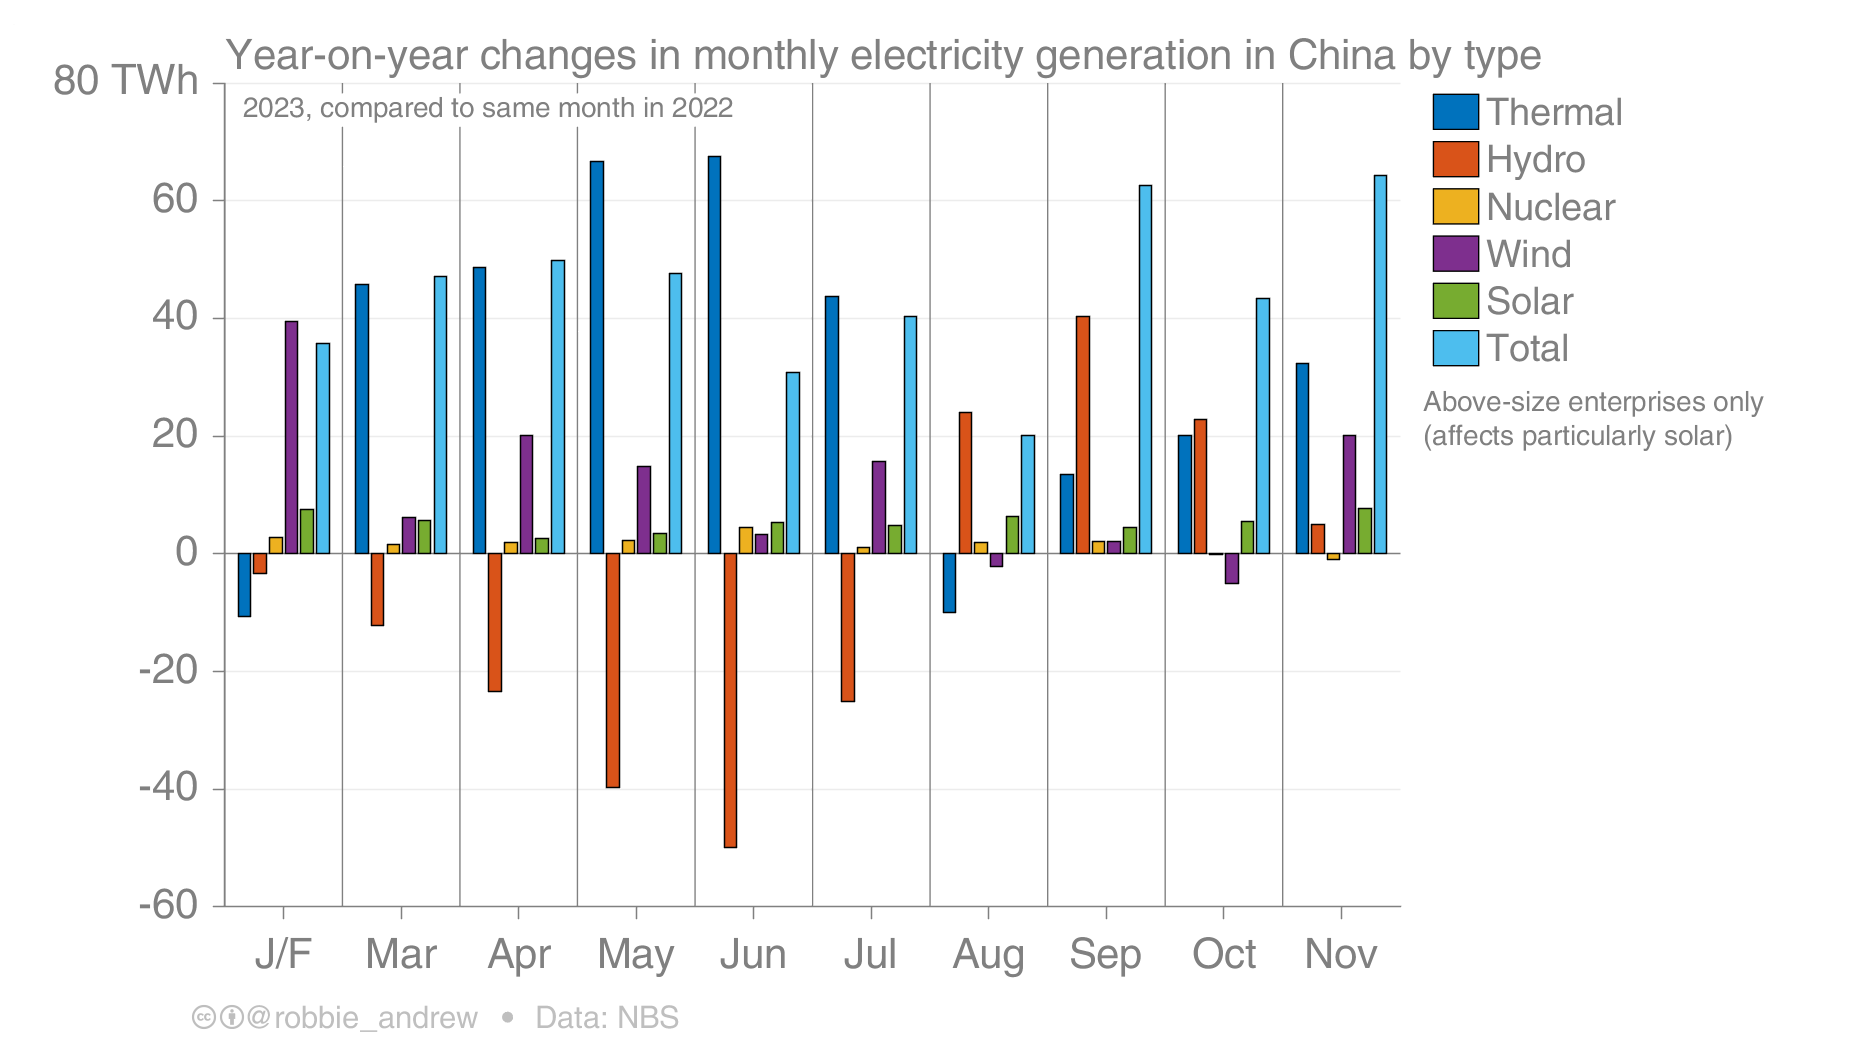 Year-on-year changes in monthly electricity generation in China by type
80 TWh
2023, compared to same month in 2022
60
40
20
0
-20
-40
-60
J/F Mar Apr May Jun Jul Aug Sep Oct Nov
Thermal
Hydro
Nuclear
Wind
Solar
Total
Above-size enterprises only
(affects particularly solar)
@robbie_andrew • Data: NBS